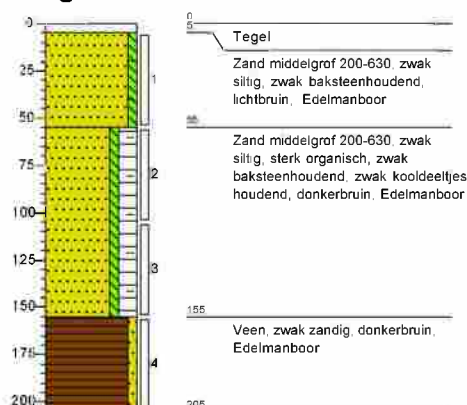 0
5
Tegel
Zand middelgrof 200-630, zwak
siltig, zwak baksteenhoudend,
lichtbruin, Edelmanboor
Zand middelgrof 200-630, zwak
siltig, sterk organisch, zwak
baksteenhoudend, zwak kooldeeltjes
houdend, donkerbruin, Edelmanboor
155
Veen, zwak zandig, donkerbruin,
Edelmanboor
205
0
25
50
75
100
125
150
175
200
1
2
3
4